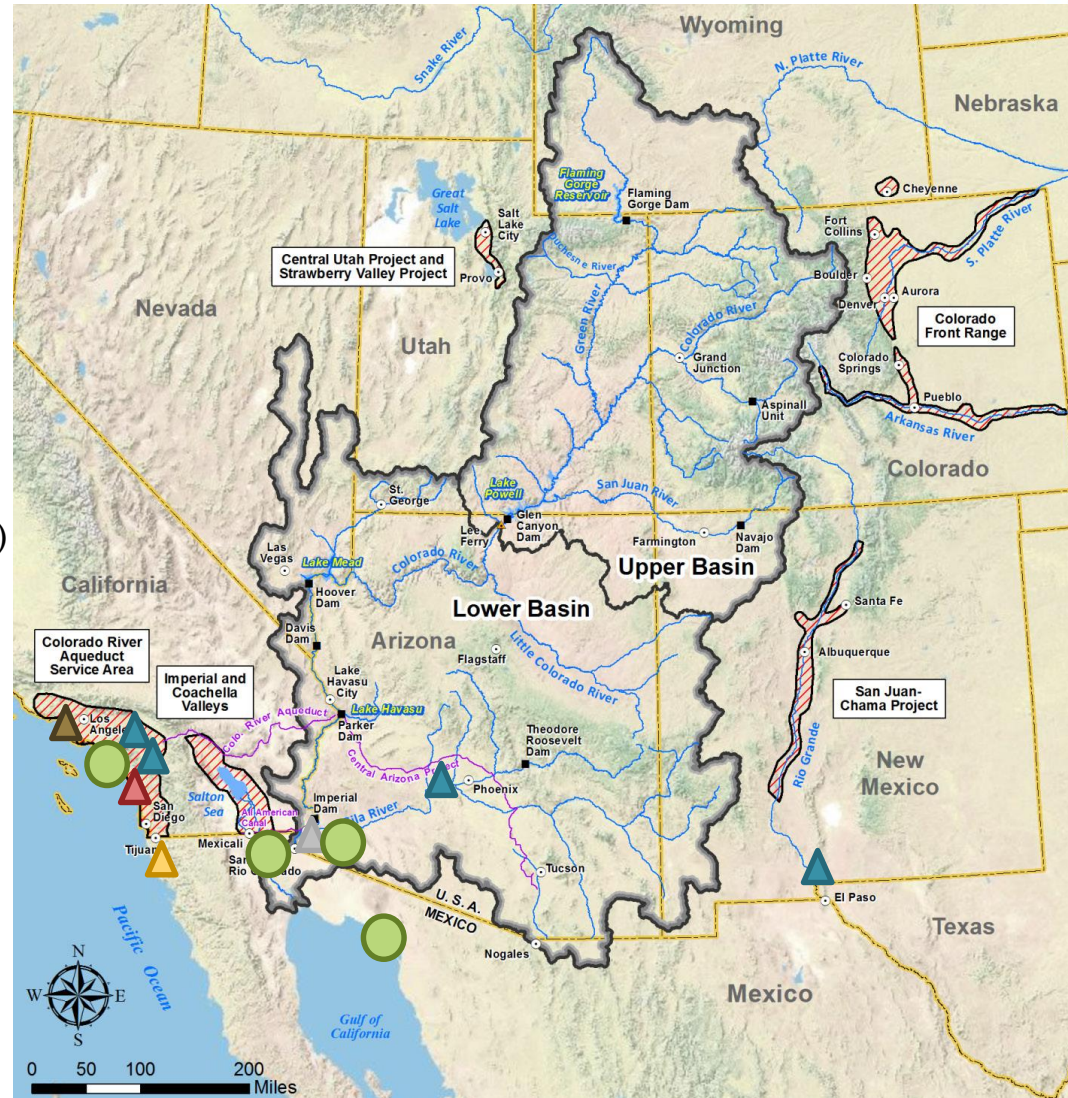 Wyoming
Snake River
N. Platte River
Nebraska
Flaming
Gorge
Reservoir
Flaming
Gorge Dam
Cheyenne
Great
Salt
Lake
Salt
Lake
City
Fort
Collins
S. Platte River
Central Utah Project and
Strawberry Valley Project
Provo
Duchesne River
Boulder
Denver
Aurora
Nevada
Utah
Green River
Colorado River
Colorado
Front Range
Grand
Junction
Colorado
Springs
Aspinall
Unit
Pueblo
Arkansas River
Colorado
St.
George
Lake
Powell
San Juan River
Lee
Ferry
Glen
Canyon
Dam
Farmington
Navajo
Dam
)
Las
Vegas
Lake Mead
Colorado River
Upper Basin
California
Hoover
Dam
Lower Basin
Santa Fe
Davis
Dam
Arizona
Flagstaff
Little Colorado River
Albuquerque
Colorado River
Aqueduct
Service Area
Imperial and
Coachella
Valleys
Lake
Havasu
City
Lake Havasu
San Juan-
Chama Project
Los
Angele
Colo. River Aqueduct
Parker
Dam
Theodore
Roosevelt
Dam
Central Arizona Project
Rio Grande
New
Mexico
Phoenix
San
Diego
Salton
Sea
Imperial
Dam
All American
Canal
ila River
Tijuan
Mexicali
San
Rio
ado
Tucson
U. S. A.
MEXICO
El Paso
Nogales
Texas
Pacific Ocean
Mexico
Gulf of
California
N
W
E
S
0 50 100 200
Miles